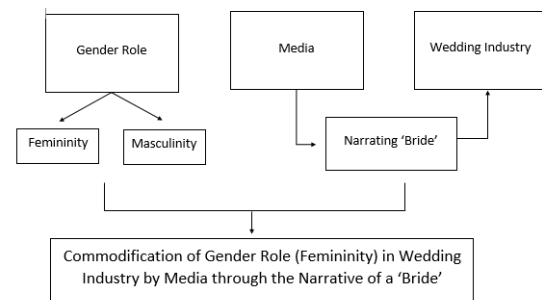 Gender Role
Media
Wedding Industry
Femininity
Masculinity
Narrating ‘Bride’
Commodification of Gender Role (Femininity) in Wedding
Industry by Media through the Narrative of a ‘Bride’